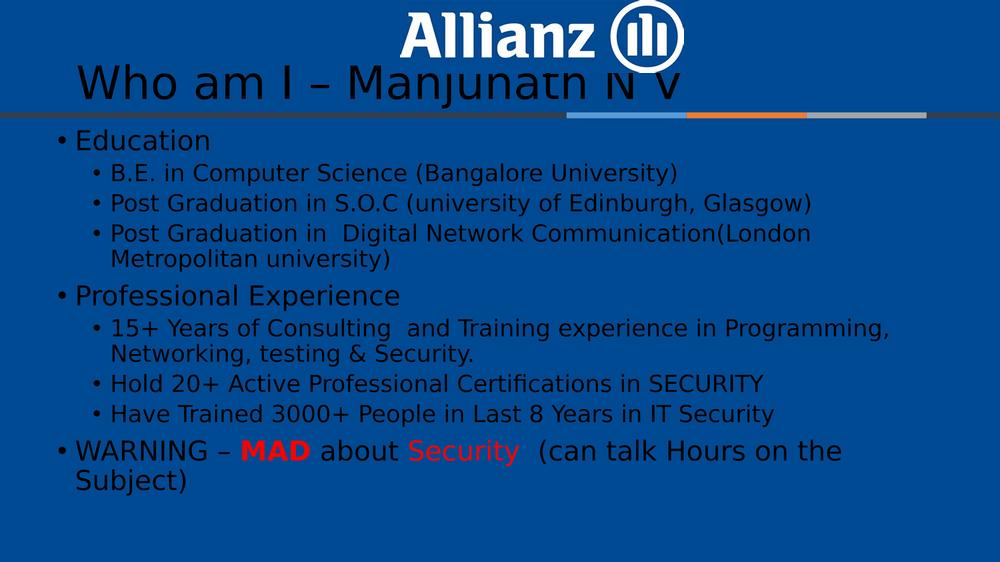 Allianz
Who am I – Manjunath N V
• Education
• B.E. in Computer Science (Bangalore University)
• Post Graduation in S.O.C (university of Edinburgh, Glasgow)
• Post Graduation in  Digital Network Communication(London
Metropolitan university)
• Professional Experience
• 15+ Years of Consulting  and Training experience in Programming,
Networking, testing & Security.
• Hold 20+ Active Professional Certifications in SECURITY
• Have Trained 3000+ People in Last 8 Years in IT Security
• WARNING – MAD about Security  (can talk Hours on the
Subject)